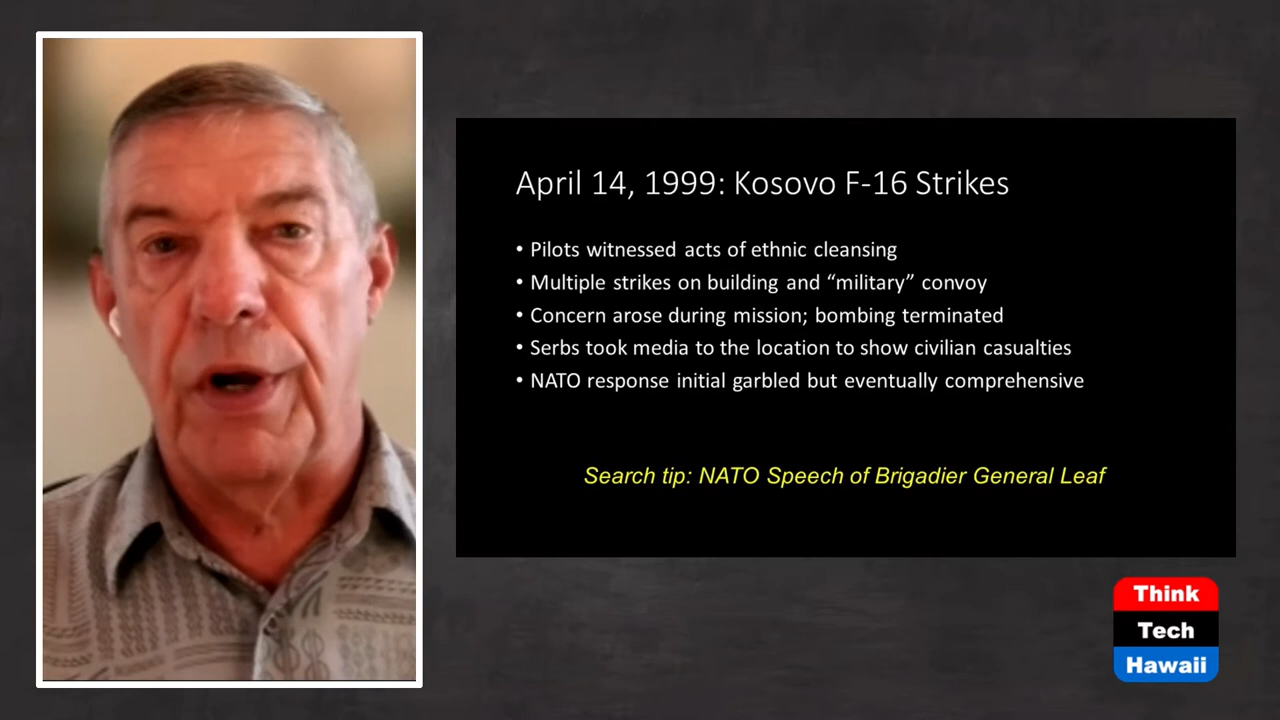 April 14, 1999: Kosovo F-16 Strikes
• Pilots witnessed acts of ethnic cleansing
• Multiple strikes on building and “military” convoy
• Concern arose during mission; bombing terminated
• Serbs took media to the location to show civilian casualties
• NATO response initial garbled but eventually comprehensive
Search tip: NATO Speech of Brigadier General Leaf
Think
Tech
Hawaii